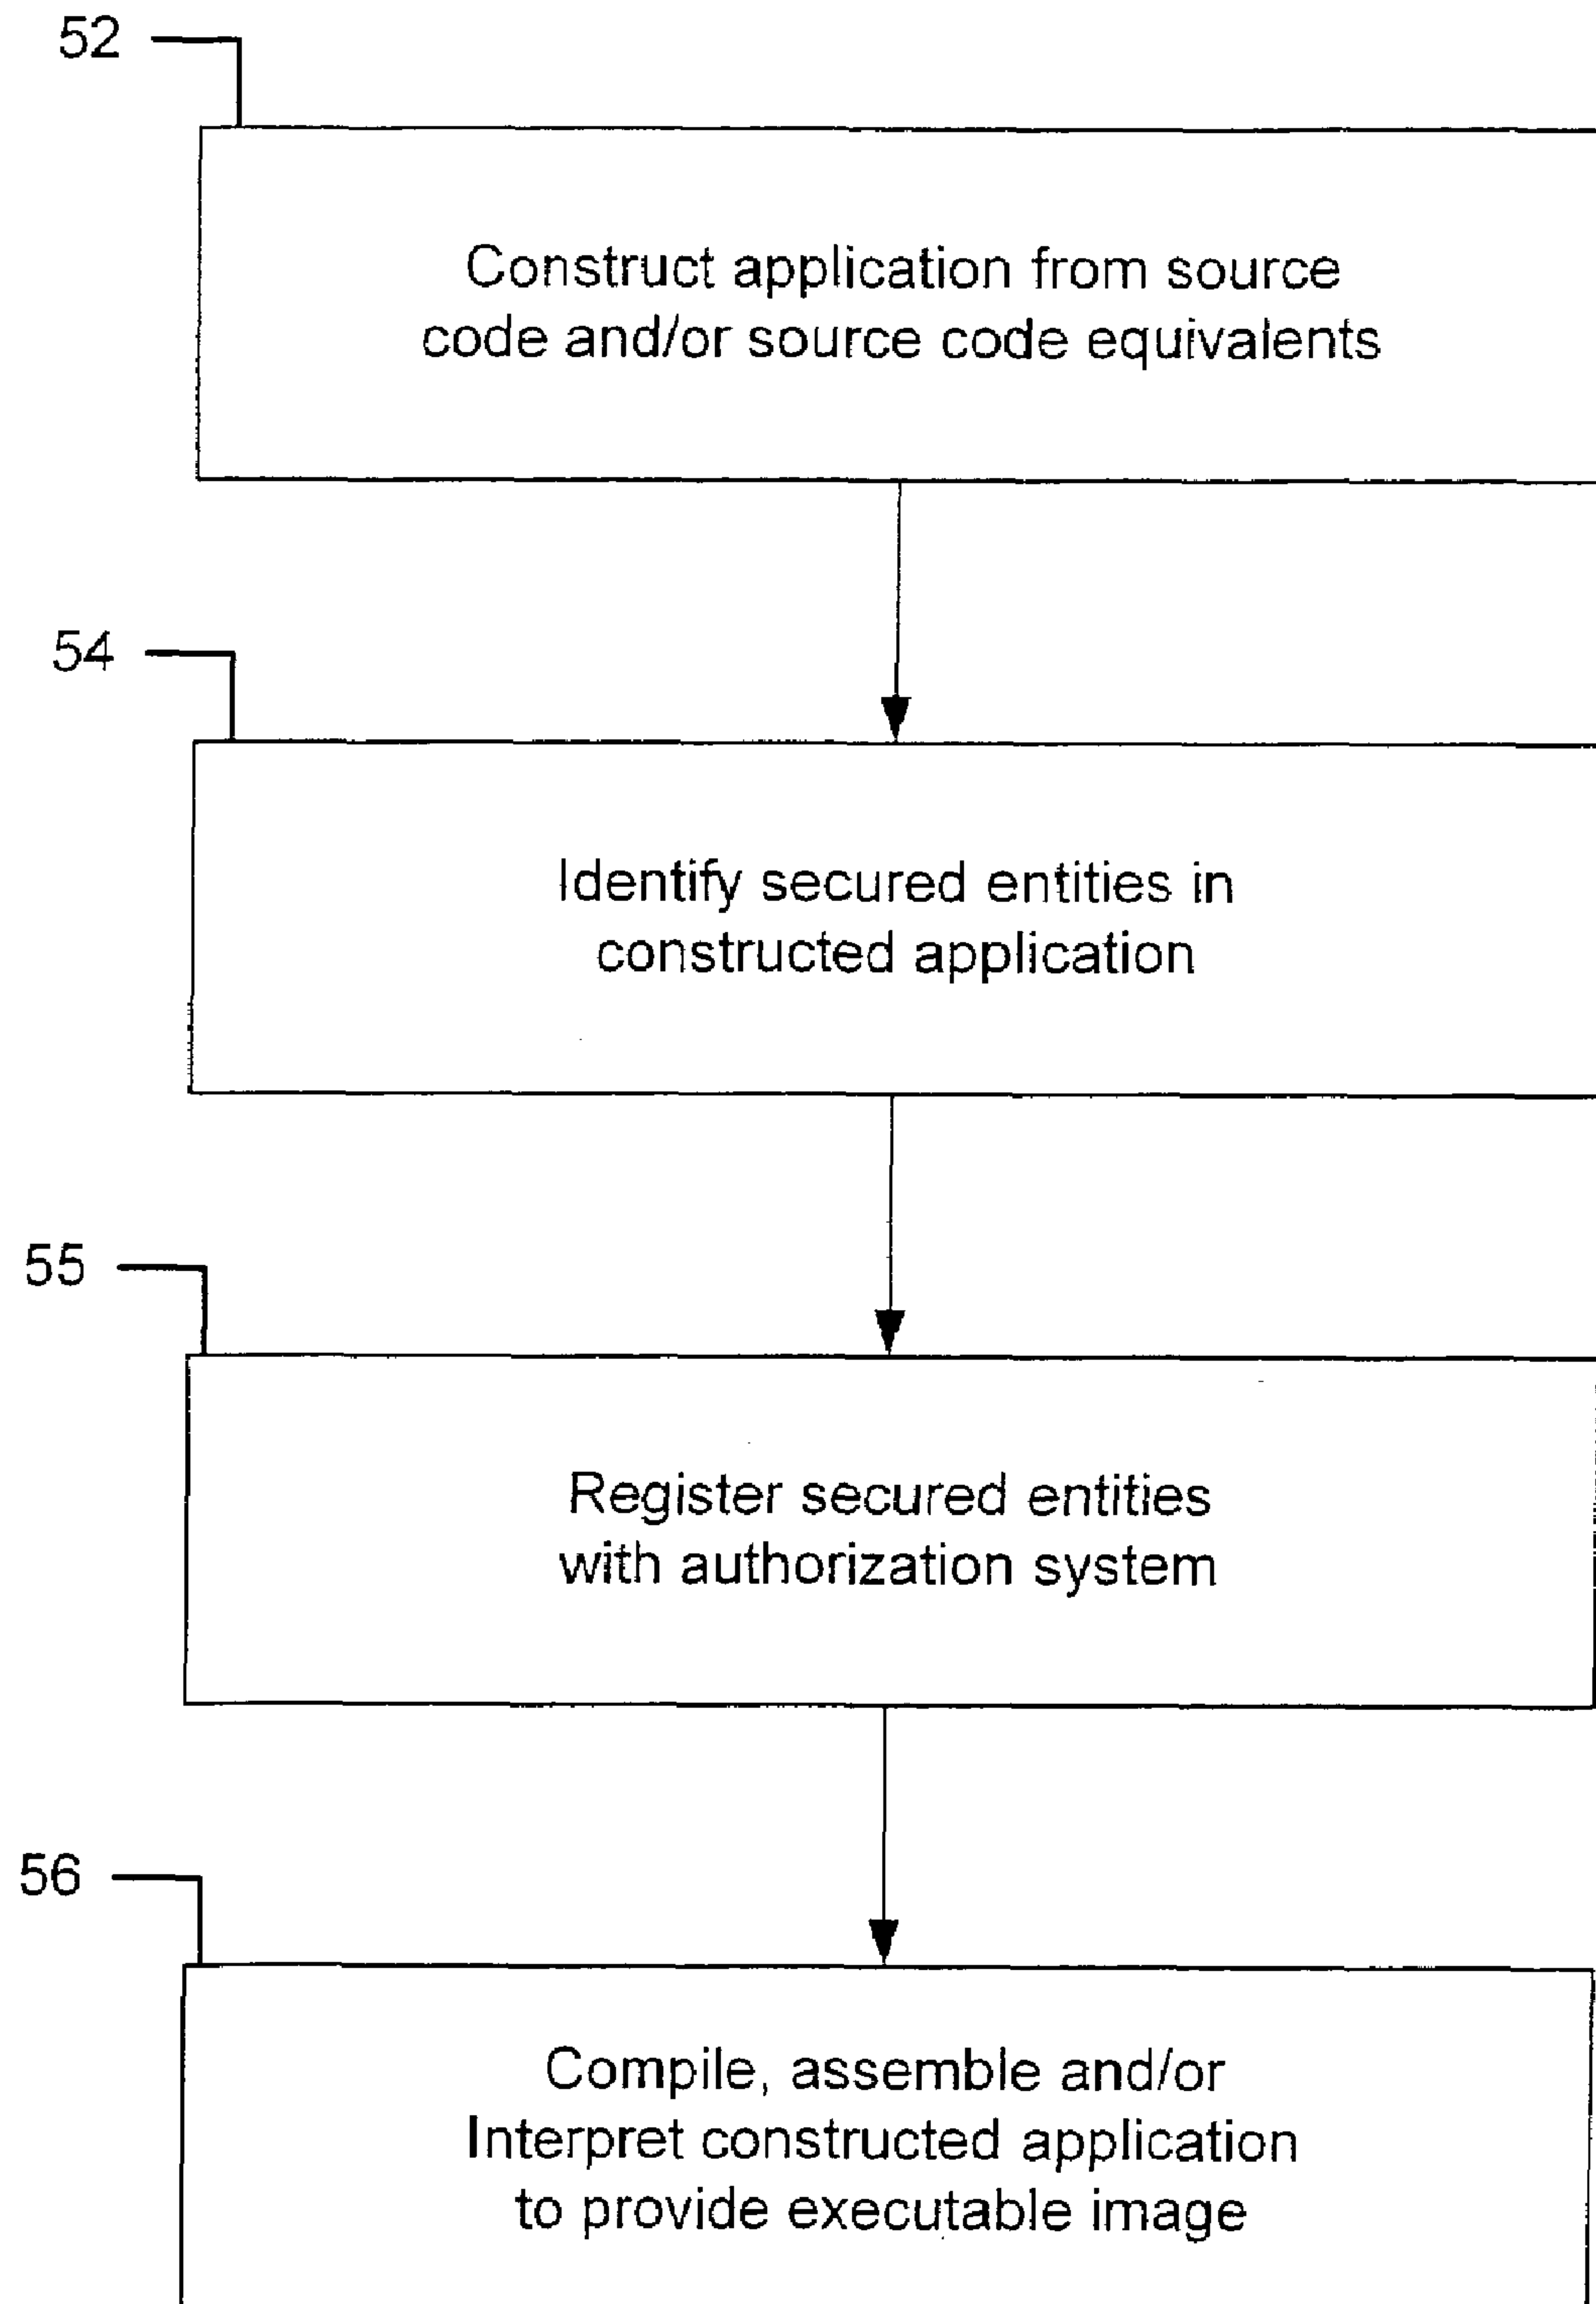 52
Construct application from source
code and/or source code equivalents
54
Identify secured entities in
constructed application
55
Register secured entities
with authorization system
56
Compile, assemble and/or
Interpret constructed application
to provide executable image